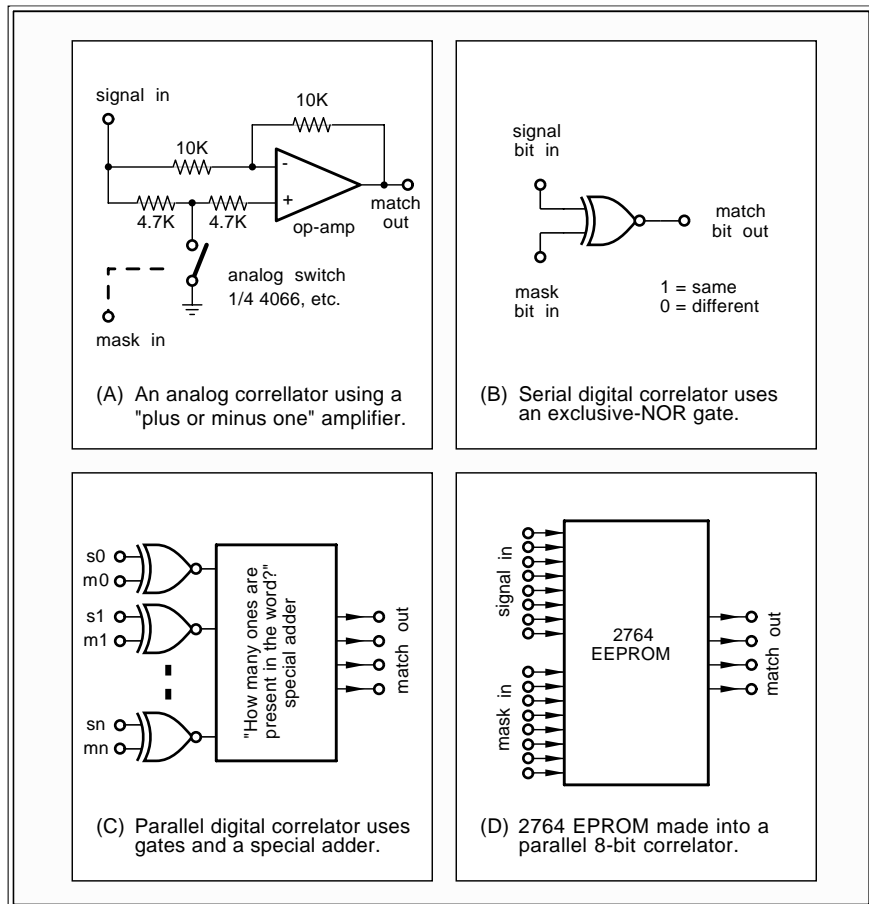 signal in
10K
10K
-
+
4.7K
4.7K
op-amp
match
out
analog switch
1/4 4066, etc.
mask in
(A) An analog correllator using a
"plus or minus one" amplifier.
signal
bit in
match
bit out
mask
bit in
1 = same
0 = different
(B) Serial digital correlator uses
an exclusive-NOR gate.
s0
m0
s1
m1
sn
mn
"How many ones are
present in the word?"
special adder
match out
(C) Parallel digital correlator uses
gates and a special adder.
signal in
mask in
2764
EEPROM
match out
(D) 2764 EPROM made into a
parallel 8-bit correlator.